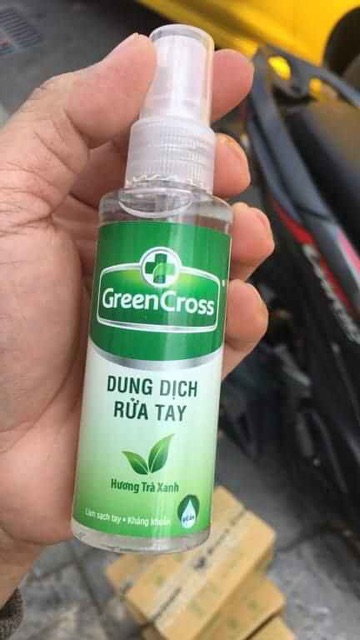 GreenCross
DUNG DỊCH
RỬA TAY
Hương Trà Xanh
Làm sạch tay • Kháng khuẩn